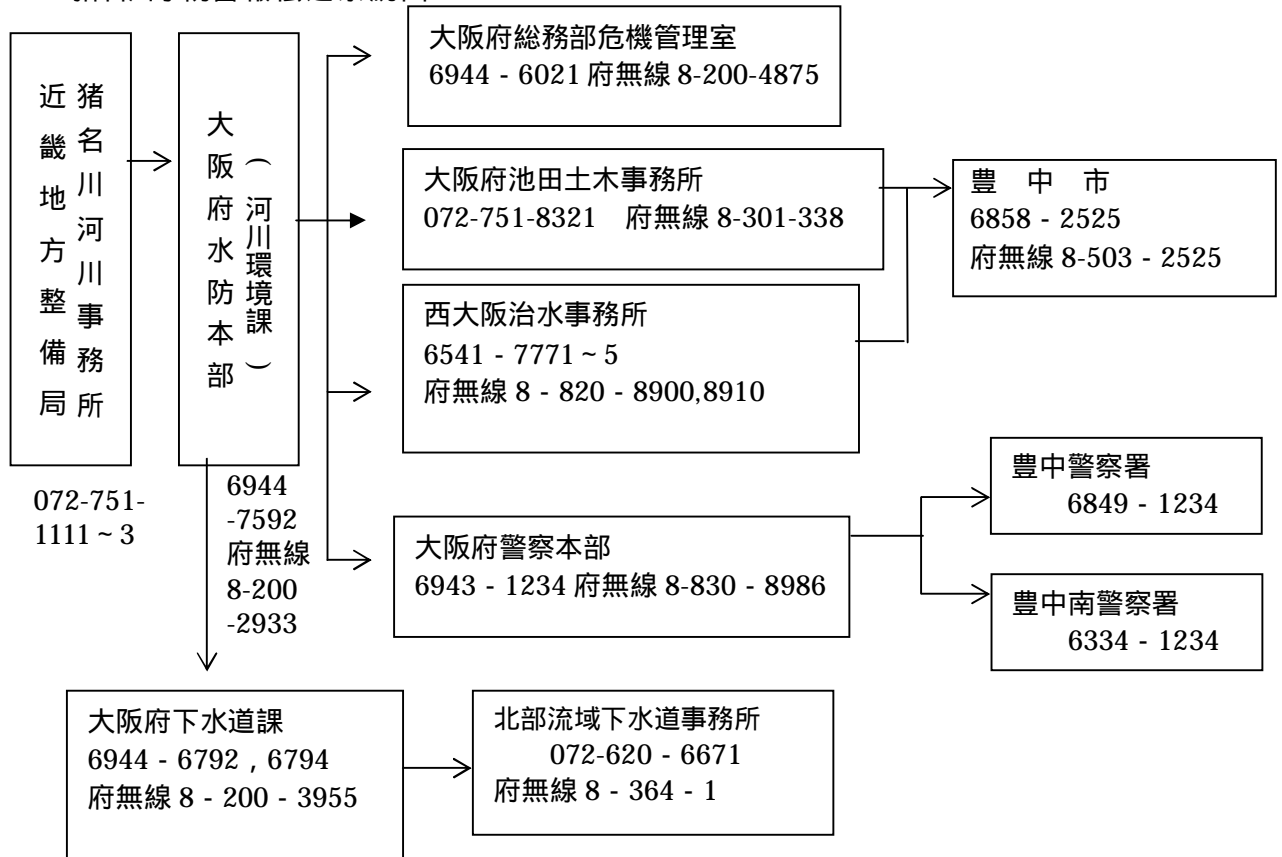 近畿地方整備局
猪名川河川事務所
072-751-
1111~3
大阪府水防本部
(河川環境課)
6944
-7592
府無線
8-200
-2933
大阪府総務部危機管理室
6944 - 6021 府無線 8-200-4875
大阪府池田土木事務所
072-751-8321 府無線 8-301-338
西大阪治水事務所
6541 - 7771~5
府無線 8 - 820 - 8900,8910
豊 中 市
6858 - 2525
府無線 8-503 - 2525
大阪府警察本部
6943 - 1234 府無線 8-830 - 8986
豊中警察署
6849 - 1234
豊中南警察署
6334 - 1234
大阪府下水道課
6944 - 6792 , 6794
府無線 8 - 200 - 3955
北部流域下水道事務所
072-620 - 6671
府無線 8 - 364 - 1